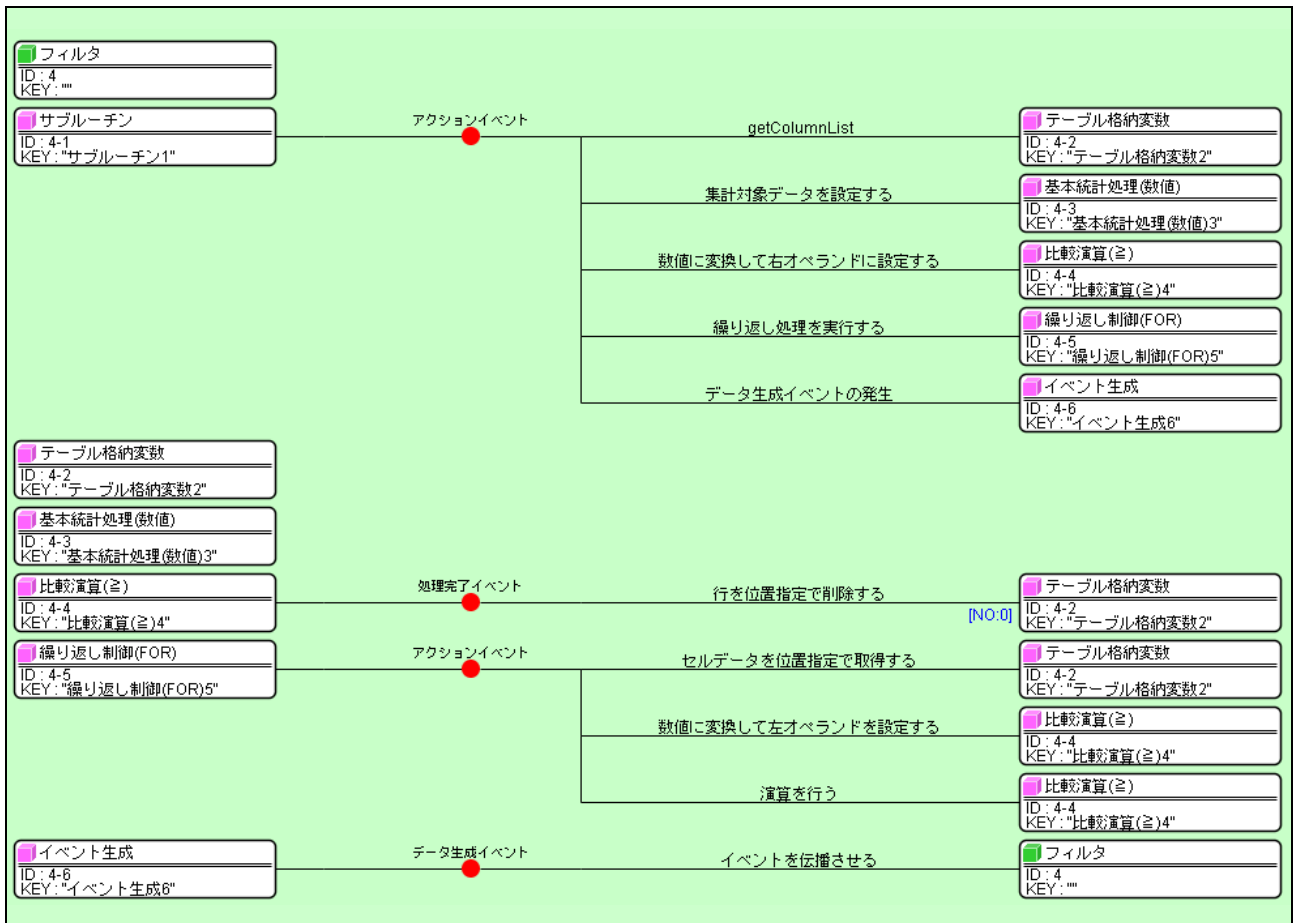 フィルタ
ID : 4
KEY : ""
サブルーチン
ID : 4-1
KEY : "サブルーチン1"
アクションイベント
getColumnList
テーブル格納変数
ID : 4-2
KEY : "テーブル格納変数2"
集計対象データを設定する
基本統計処理(数値)
ID : 4-3
KEY : "基本統計処理(数値)3"
数値に変換して右オペランドに設定する
比較演算(≧)
ID : 4-4
KEY : "比較演算(≧)4"
繰り返し処理を実行する
繰り返し制御(FOR)
ID : 4-5
KEY : "繰り返し制御(FOR)5"
データ生成イベントの発生
イベント生成
ID : 4-6
KEY : "イベント生成6"
テーブル格納変数
ID : 4-2
KEY : "テーブル格納変数2"
基本統計処理(数値)
ID : 4-3
KEY : "基本統計処理(数値)3"
比較演算(≧)
ID : 4-4
KEY : "比較演算(≧)4"
処理完了イベント
行を位置指定で削除する
[NO:0]
テーブル格納変数
ID : 4-2
KEY : "テーブル格納変数2"
繰り返し制御(FOR)
ID : 4-5
KEY : "繰り返し制御(FOR)5"
アクションイベント
セルデータを位置指定で取得する
テーブル格納変数
ID : 4-2
KEY : "テーブル格納変数2"
数値に変換して左オペランドを設定する
比較演算(≧)
ID : 4-4
KEY : "比較演算(≧)4"
演算を行う
比較演算(≧)
ID : 4-4
KEY : "比較演算(≧)4"
イベント生成
ID : 4-6
KEY : "イベント生成6"
データ生成イベント
イベントを伝播させる
フィルタ
ID : 4
KEY : ""